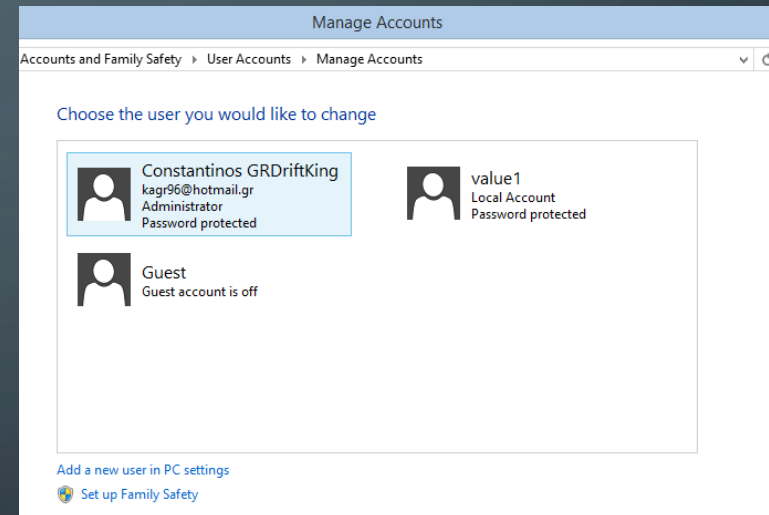 Manage Accounts
Accounts and Family Safety ▸ User Accounts ▸ Manage Accounts
Choose the user you would like to change
Constantinos GRDriftKing
kagr96@hotmail.gr
Administrator
Password protected
value1
Local Account
Password protected
Guest
Guest account is off
Add a new user in PC settings
Set up Family Safety